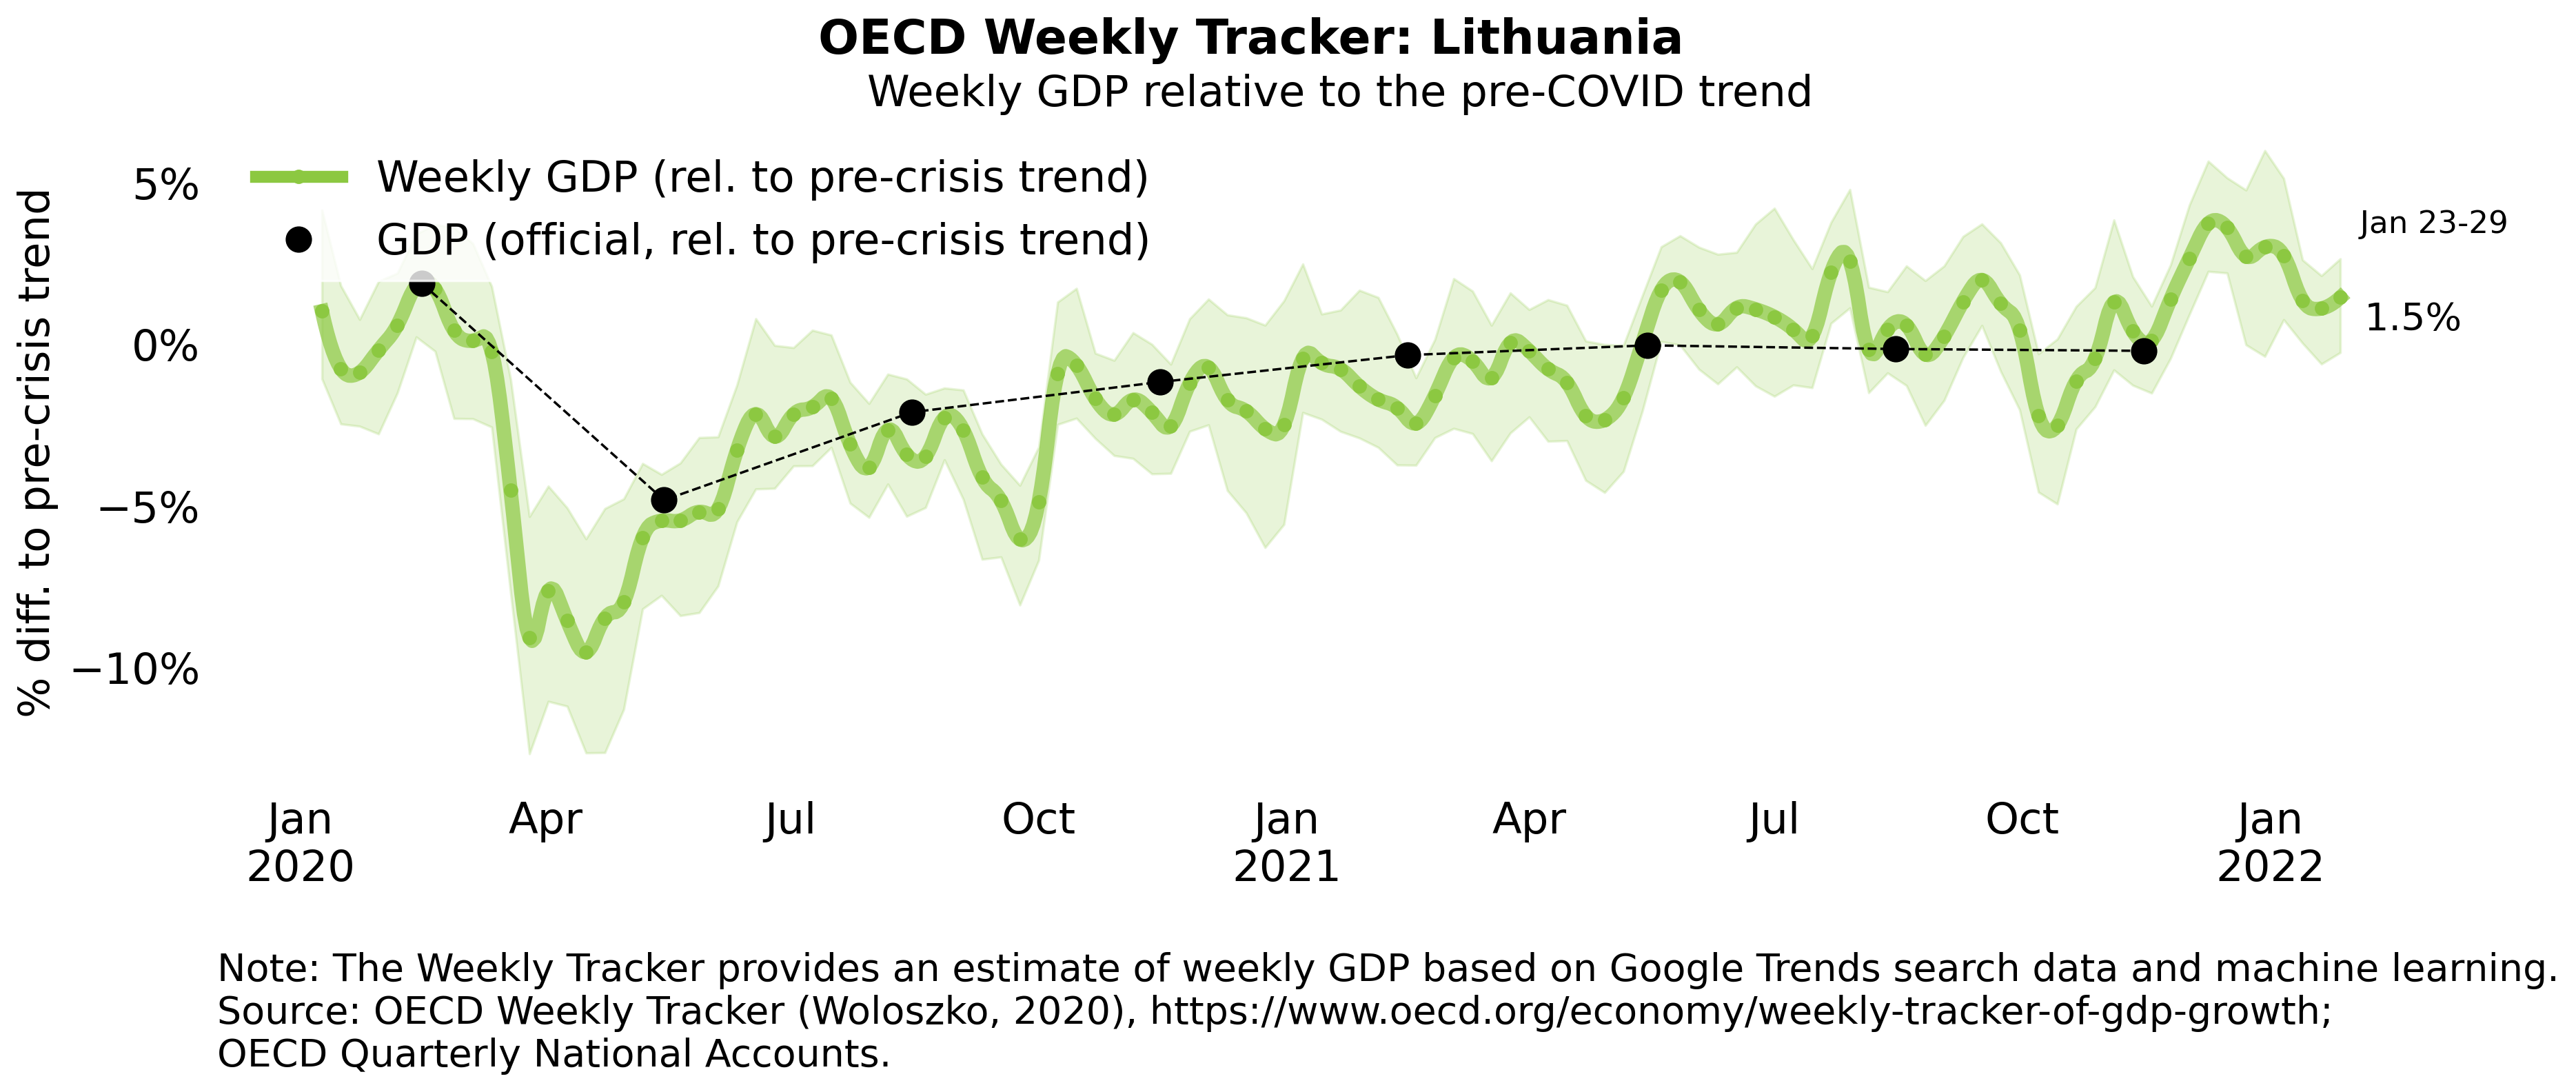 OECD Weekly Tracker: Lithuania
Weekly GDP relative to the pre-COVID trend
Weekly GDP (rel. to pre-crisis trend)
GDP (official, rel. to pre-crisis trend)
% diff. to pre-crisis trend
5%
0%
−5%
−10%
Jan 23-29
1.5%
Jan Apr Jul Oct Jan Apr Jul Oct Jan
2020 2021 2022
Note: The Weekly Tracker provides an estimate of weekly GDP based on Google Trends search data and machine learning.
Source: OECD Weekly Tracker (Woloszko, 2020), https://www.oecd.org/economy/weekly-tracker-of-gdp-growth;
OECD Quarterly National Accounts.